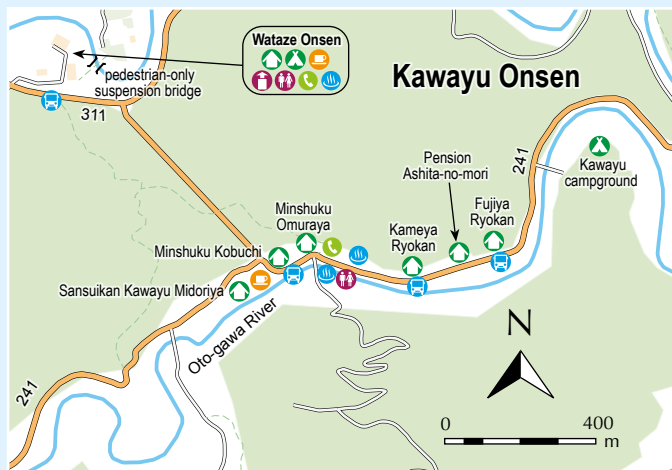 Wataze Onsen
Kawayu Onsen
pedestrian-only
suspension bridge
311
Pension
Ashita-no-mori
241
Kawayu
campground
Fujiya
Ryokan
Minshuku
Omuraya
Kameya
Ryokan
Minshuku Kobuchi
Sansuikan Kawayu Midoriya
Oto-gawa River
241
N
0
400
m